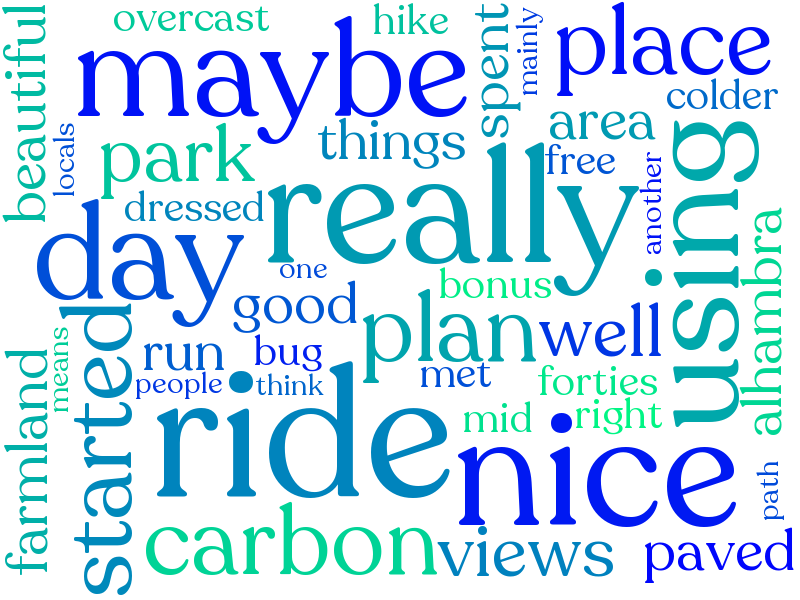 beautiful
overcast
hike
spent
mainly
place
maybe
colder
locals
park
things
area
free
using
another
dressed
really
day
one
bonus
alhambra
good
plan
well
started
means
run
bug
met
people
think
forties
farmland
ride
mid
right
nice
path
carbon
views
paved